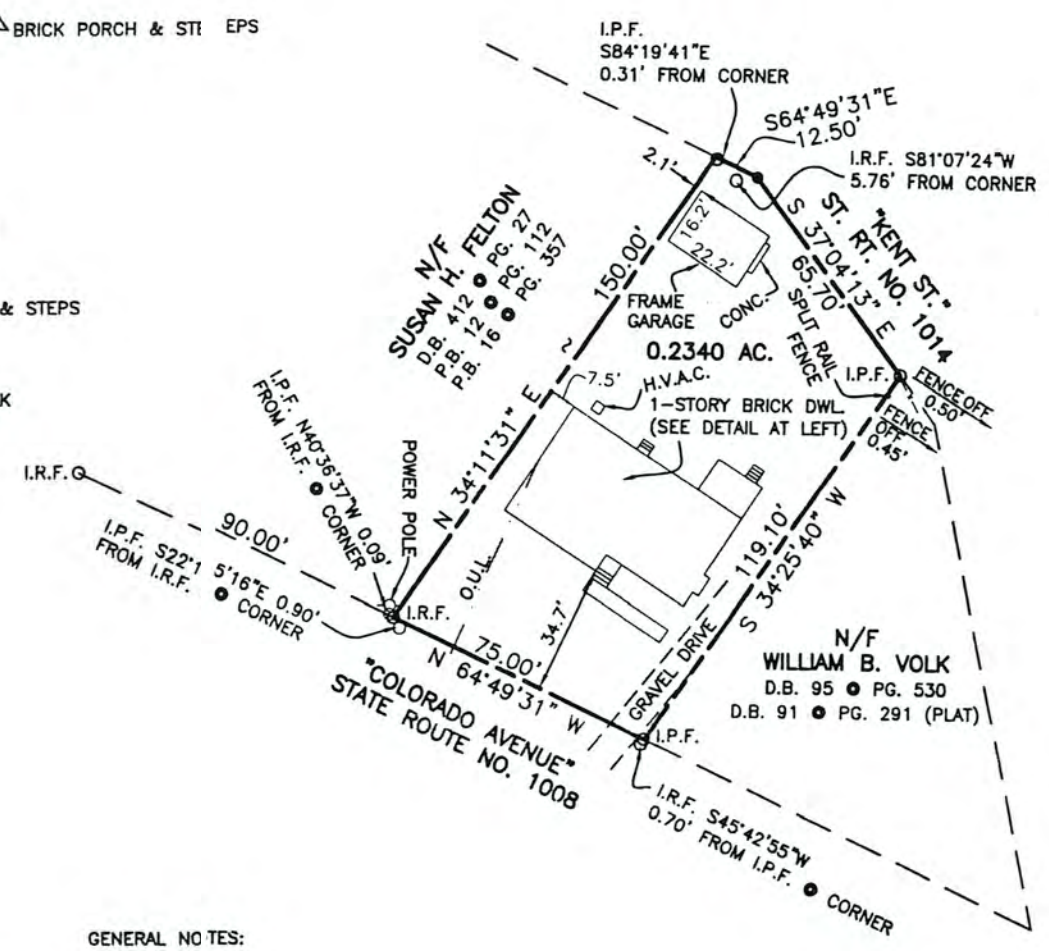 BRICK PORCH & STE EPS
I.P.F.
S84°19'41"E
0.31' FROM CORNER
S64°49'31"E
12.50'
I.R.F. S81°07'24"W
5.76' FROM CORNER
2.1'
16.2'
22.2'
FRAME
GARAGE
CONC.
SPLIT RAIL
FENCE
S 37°04'13" E
65.70'
"KENT ST."
ST. RT. NO. 1014
N/F
SUSAN H. FELTON
D.B. 412 @ PG. 27
P.B. 12 @ PG. 112
P.B. 16 @ PG. 357
150.00'
N 34°11'31" E
& STEPS
0.2340 AC.
I.P.F.
FENCE OFF
0.50'
FENCE
OFF
0.45'
7.5'
H.V.A.C.
1-STORY BRICK DWL.
(SEE DETAIL AT LEFT)
K
I.R.F.
I.P.F. N40°36'37"W 0.09'
FROM I.R.F. @ CORNER
POWER POLE
90.00'
I.P.F. S22°1 5'16"E 0.90'
FROM I.R.F. @ CORNER
I.R.F.
O.U.L.
34.7'
119.10'
S 34°25'40" W
GRAVEL DRIVE
75.00'
N 64°49'31" W
"COLORADO AVENUE"
STATE ROUTE NO. 1008
N/F
WILLIAM B. VOLK
D.B. 95 @ PG. 530
D.B. 91 @ PG. 291 (PLAT)
I.P.F.
I.R.F. S45°42'55"W
0.70' FROM I.P.F. @ CORNER
GENERAL NO TES: